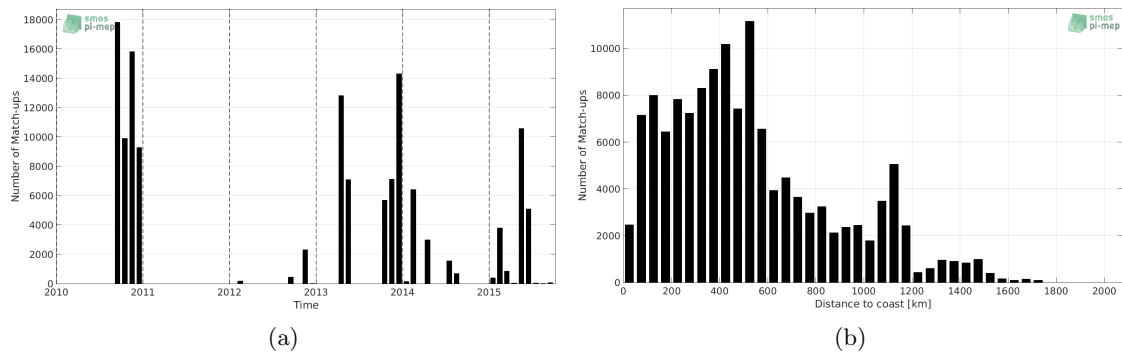 smos
pi-mep
18000
16000
14000
12000
10000
8000
6000
4000
2000
0
Number of Match-ups
2010 2011 2012 2013 2014 2015
Time
(a)
smos
pi-mep
10000
8000
6000
4000
2000
0
Number of Match-ups
0 200 400 600 800 1000 1200 1400 1600 1800 2000
Distance to coast [km]
(b)